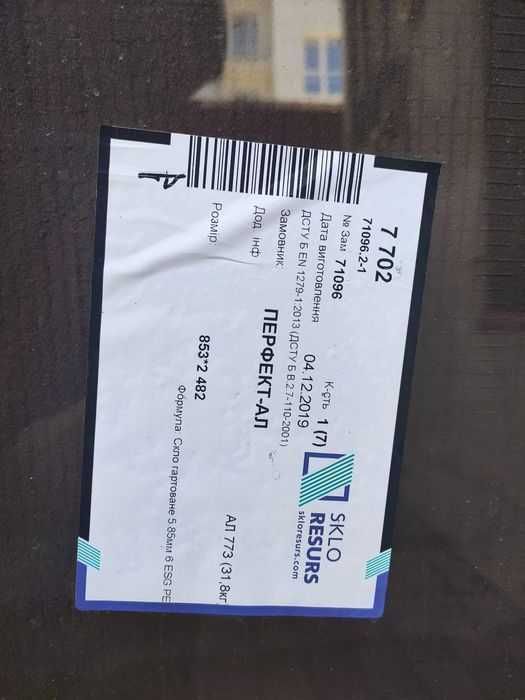 7 702
71096.2-1
№ Зам 71096
К-сть 1 (7)
Дата виготовлення 04.12.2019
ДСТУ Б EN 1279-1:2013 (ДСТУ Б В.2.7-110-2001)
Замовник: ПЕРФЕКТ-АЛ
Дод. інф. АЛ 773 (31,8кг
Розмір: 853*2 482
Формула: Скло гартоване 5.85мм 6 ESG
SKLO
RESURS
skloresurs.com